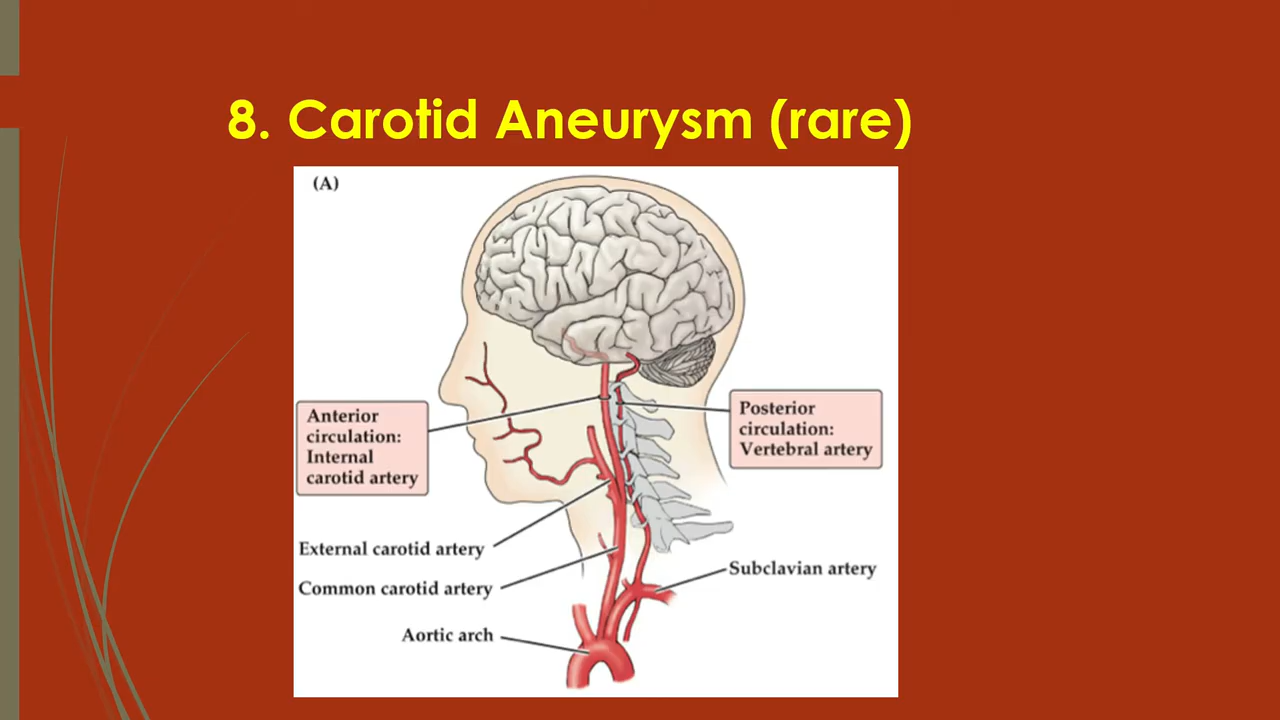 8. Carotid Aneurysm (rare)
(A)
Anterior
circulation:
Internal
carotid artery
Posterior
circulation:
Vertebral artery
External carotid artery
Common carotid artery
Subclavian artery
Aortic arch